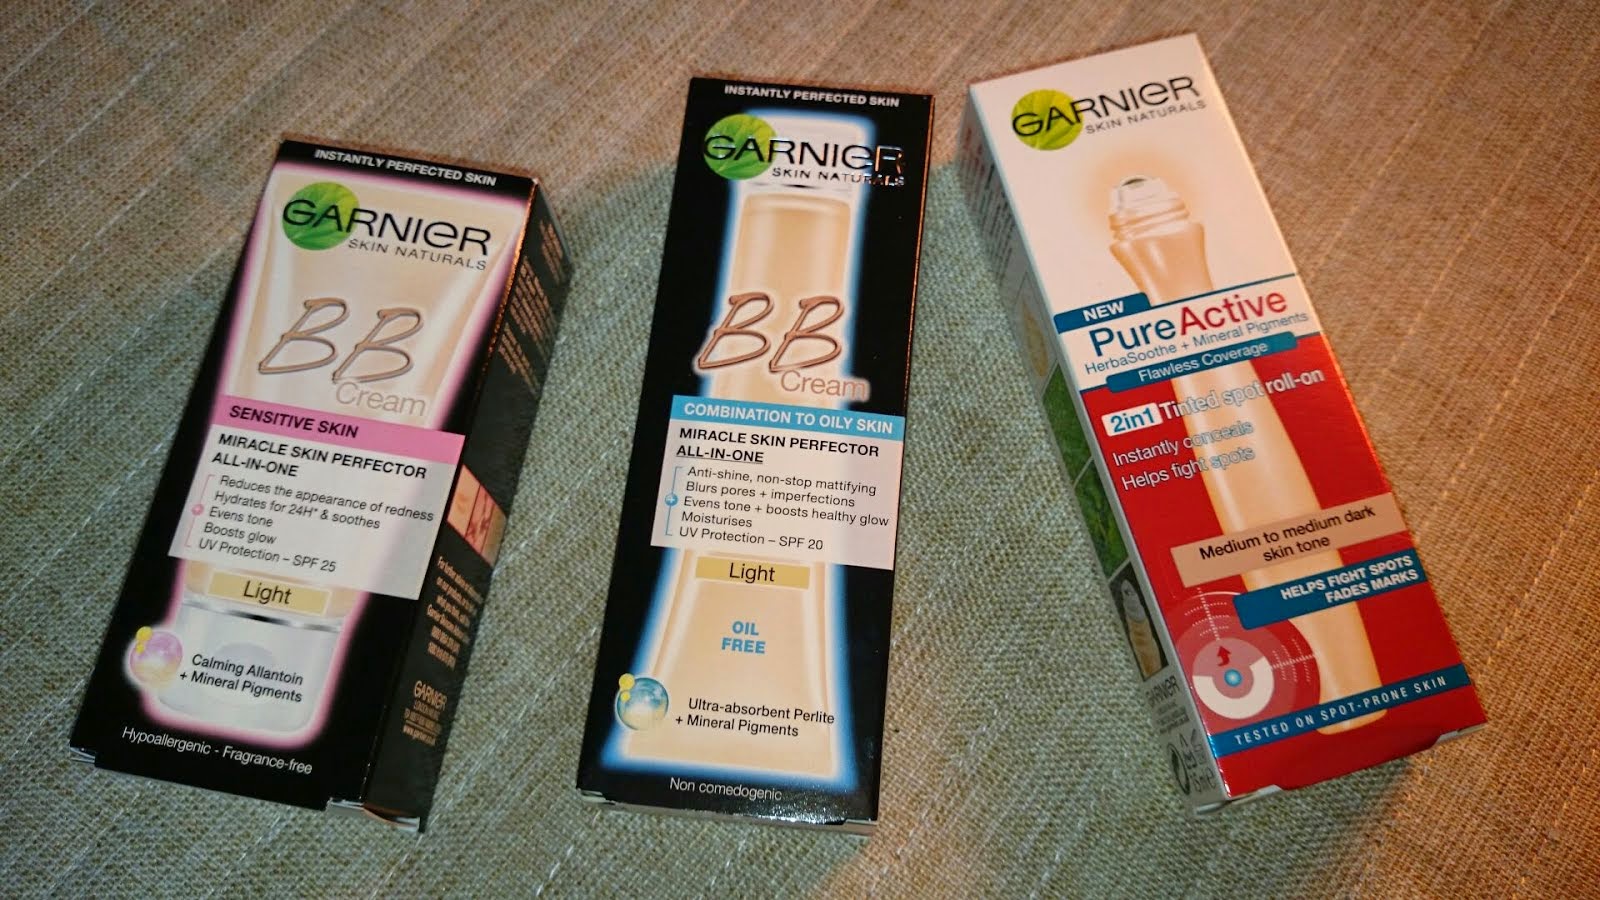 INSTANTLY PERFECTED SKIN
GARNIER
SKIN NATURALS
BB
Cream
SENSITIVE SKIN
MIRACLE SKIN PERFECTOR
ALL-IN-ONE
Reduces the appearance of redness
Hydrates for 24H* & soothes
Evens tone
Boosts glow
UV Protection – SPF 25
Light
Calming Allantoin
+ Mineral Pigments
Hypoallergenic - Fragrance-free
GARNIER
INSTANTLY PERFECTED SKIN
GARNIER
SKIN NATURALS
BB
Cream
COMBINATION TO OILY SKIN
MIRACLE SKIN PERFECTOR
ALL-IN-ONE
Anti-shine, non-stop mattifying
Blurs pores + imperfections
Evens tone + boosts healthy glow
Moisturises
UV Protection – SPF 20
Light
OIL
FREE
Ultra-absorbent Perlite
+ Mineral Pigments
Non comedogenic
GARNIER
SKIN NATURALS
NEW
PureActive
HerbaSoothe + Mineral Pigments
Flawless Coverage
2in1 Tinted spot roll-on
Instantly conceals
Helps fight spots
Medium to medium dark
skin tone
HELPS FIGHT SPOTS
FADES MARKS
TESTED ON SPOT-PRONE SKIN
GARNIER